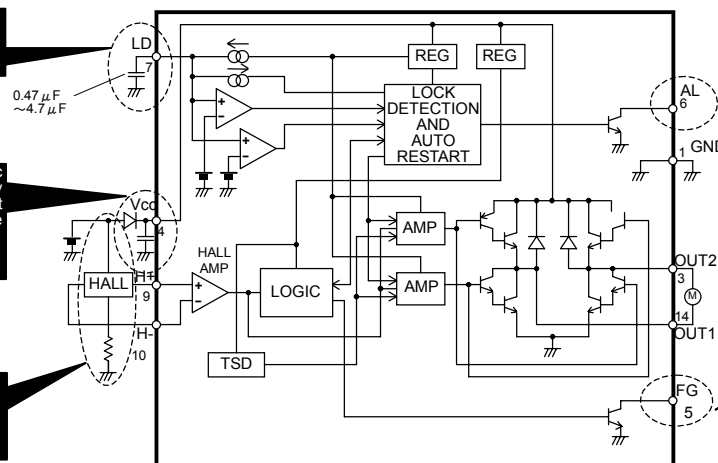 LD
7
0.47μF
~4.7μF
REG
REG
LOCK
DETECTION
AND
AUTO
RESTART
AL
6
1
GND
Vcc
4
HALL
AMP
AMP
AMP
HALL
H+
9
LOGIC
OUT2
3
M
14
OUT1
H-
10
TSD
FG
5